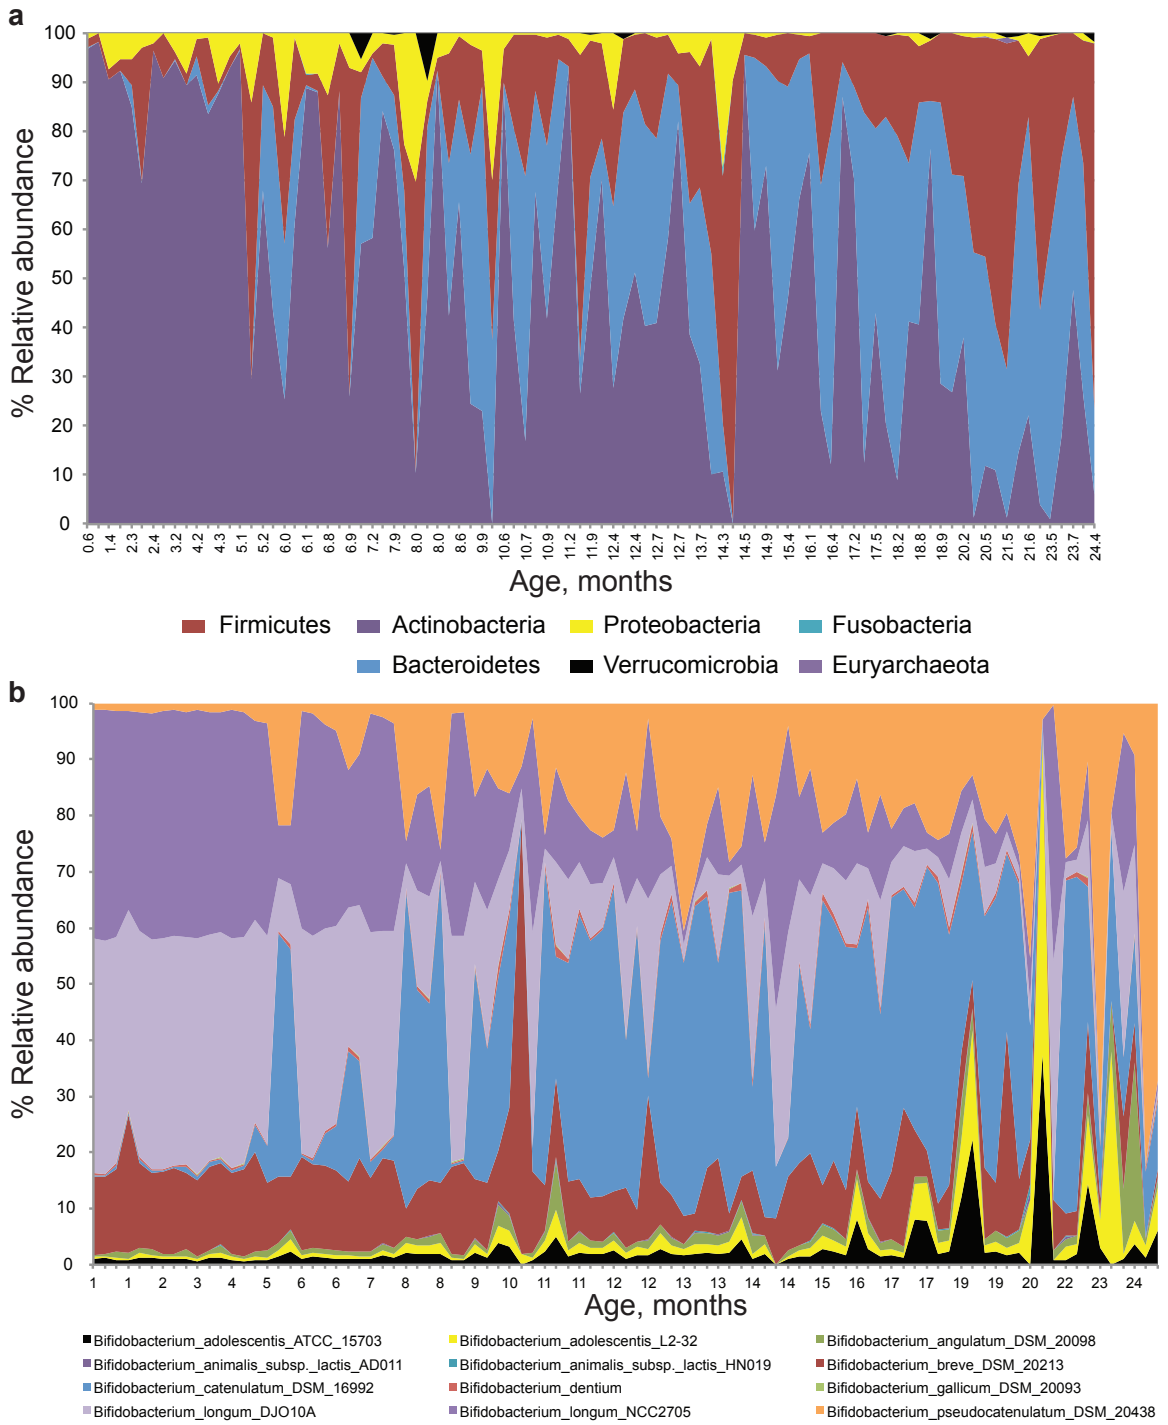 a
% Relative abundance
100
90
80
70
60
50
40
30
20
10
0
0.6 1.4 2.3 2.4 3.2 4.2 4.3 5.1 5.2 6.0 6.1 6.8 6.9 7.2 7.9 8.0 8.0 8.6 9.9 10.6 10.7 10.9 11.2 11.9 12.4 12.4 12.7 12.7 13.7 14.3 14.5 14.9 15.4 16.1 16.4 17.2 17.5 18.2 18.8 18.9 20.2 20.5 21.5 21.6 23.5 23.7 24.4
Age, months
Firmicutes Actinobacteria Proteobacteria Fusobacteria
Bacteroidetes Verrucomicrobia Euryarchaeota
b
% Relative abundance
100
90
80
70
60
50
40
30
20
10
0
1 1 2 3 4 5 6 6 7 8 8 9 10 11 11 12 12 13 13 14 14 15 16 17 17 19 19 20 22 23 24
Age, months
Bifidobacterium_adolescentis_ATCC_15703 Bifidobacterium_adolescentis_L2-32 Bifidobacterium_angulatum_DSM_20098
Bifidobacterium_animalis_subsp._lactis_AD011 Bifidobacterium_animalis_subsp._lactis_HN019 Bifidobacterium_breve_DSM_20213
Bifidobacterium_catenulatum_DSM_16992 Bifidobacterium_dentium Bifidobacterium_gallicum_DSM_20093
Bifidobacterium_longum_DJO10A Bifidobacterium_longum_NCC2705 Bifidobacterium_pseudocatenulatum_DSM_20438